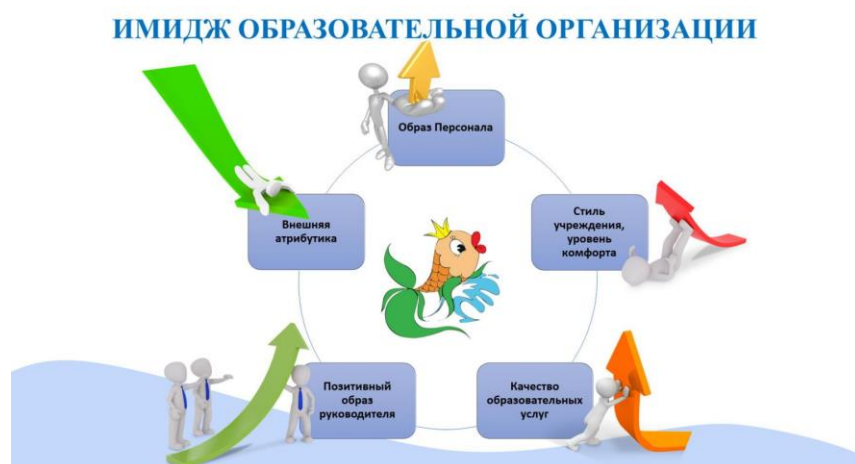 ИМИДЖ ОБРАЗОВАТЕЛЬНОЙ ОРГАНИЗАЦИИ
Образ Персонала
Стиль
учреждения,
уровень
комфорта
Качество
образовательных
услуг
Позитивный
образ
руководителя
Внешняя
атрибутика